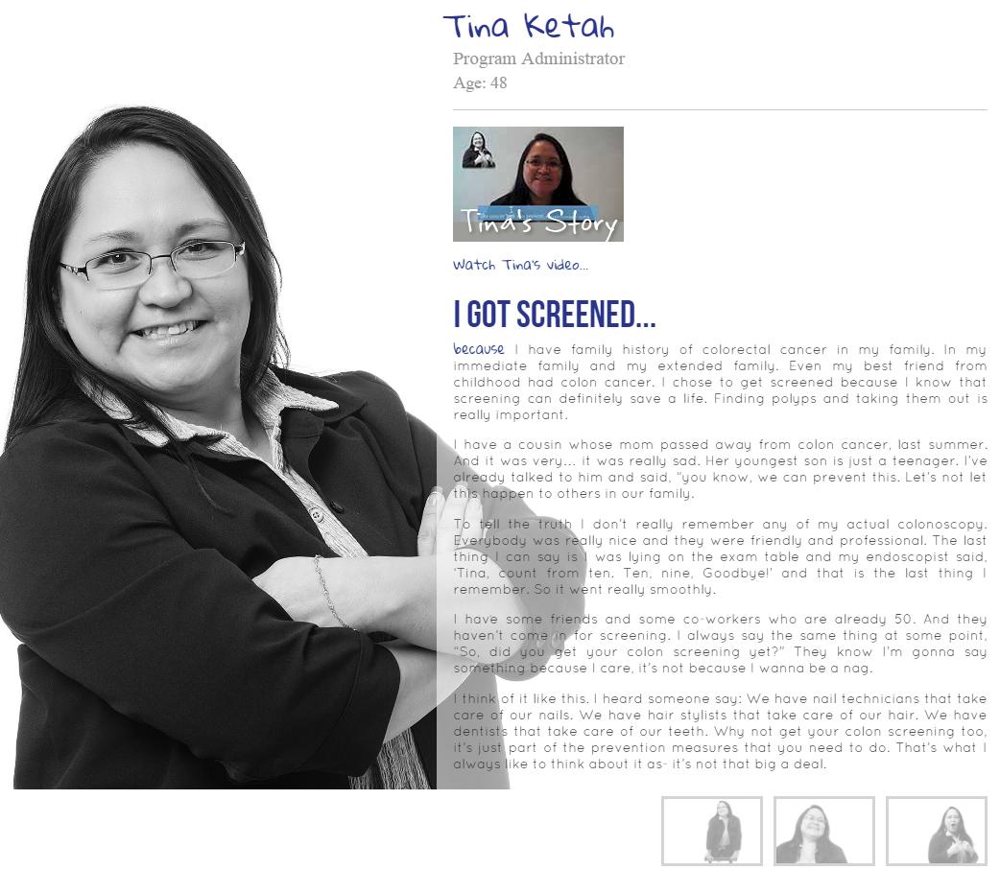 Tina Ketah
Program Administrator
Age: 48
Tina's Story
Watch Tina's video...
I GOT SCREENED...
because I have family history of colorectal cancer in my family. In my
immediate family and my extended family. Even my best friend from
childhood had colon cancer. I chose to get screened because I know that
screening can definitely save a life. Finding polyps and taking them out is
really important.
I have a cousin whose mom passed away from colon cancer, last summer.
And it was very... it was really sad. Her youngest son is just a teenager. I've
already talked to him and said, "you know, we can prevent this. Let's not let
this happen to others in our family.
To tell the truth I don't really remember any of my actual colonoscopy.
Everybody was really nice and they were friendly and professional. The last
thing I can say is I was lying on the exam table and my endoscopist said,
'Tina, count from ten. Ten, nine, Goodbye!' and that is the last thing I
remember. So it went really smoothly.
I have some friends and some co-workers who are already 50. And they
haven't come in for screening. I always say the same thing at some point,
"So, did you get your colon screening yet?" They know I'm gonna say
something because I care, it's not because I wanna be a nag.
I think of it like this. I heard someone say: We have nail technicians that take
care of our nails. We have hair stylists that take care of our hair. We have
dentists that take care of our teeth. Why not get your colon screening too,
it's just part of the prevention measures that you need to do. That's what I
always like to think about it as- it's not that big a deal.